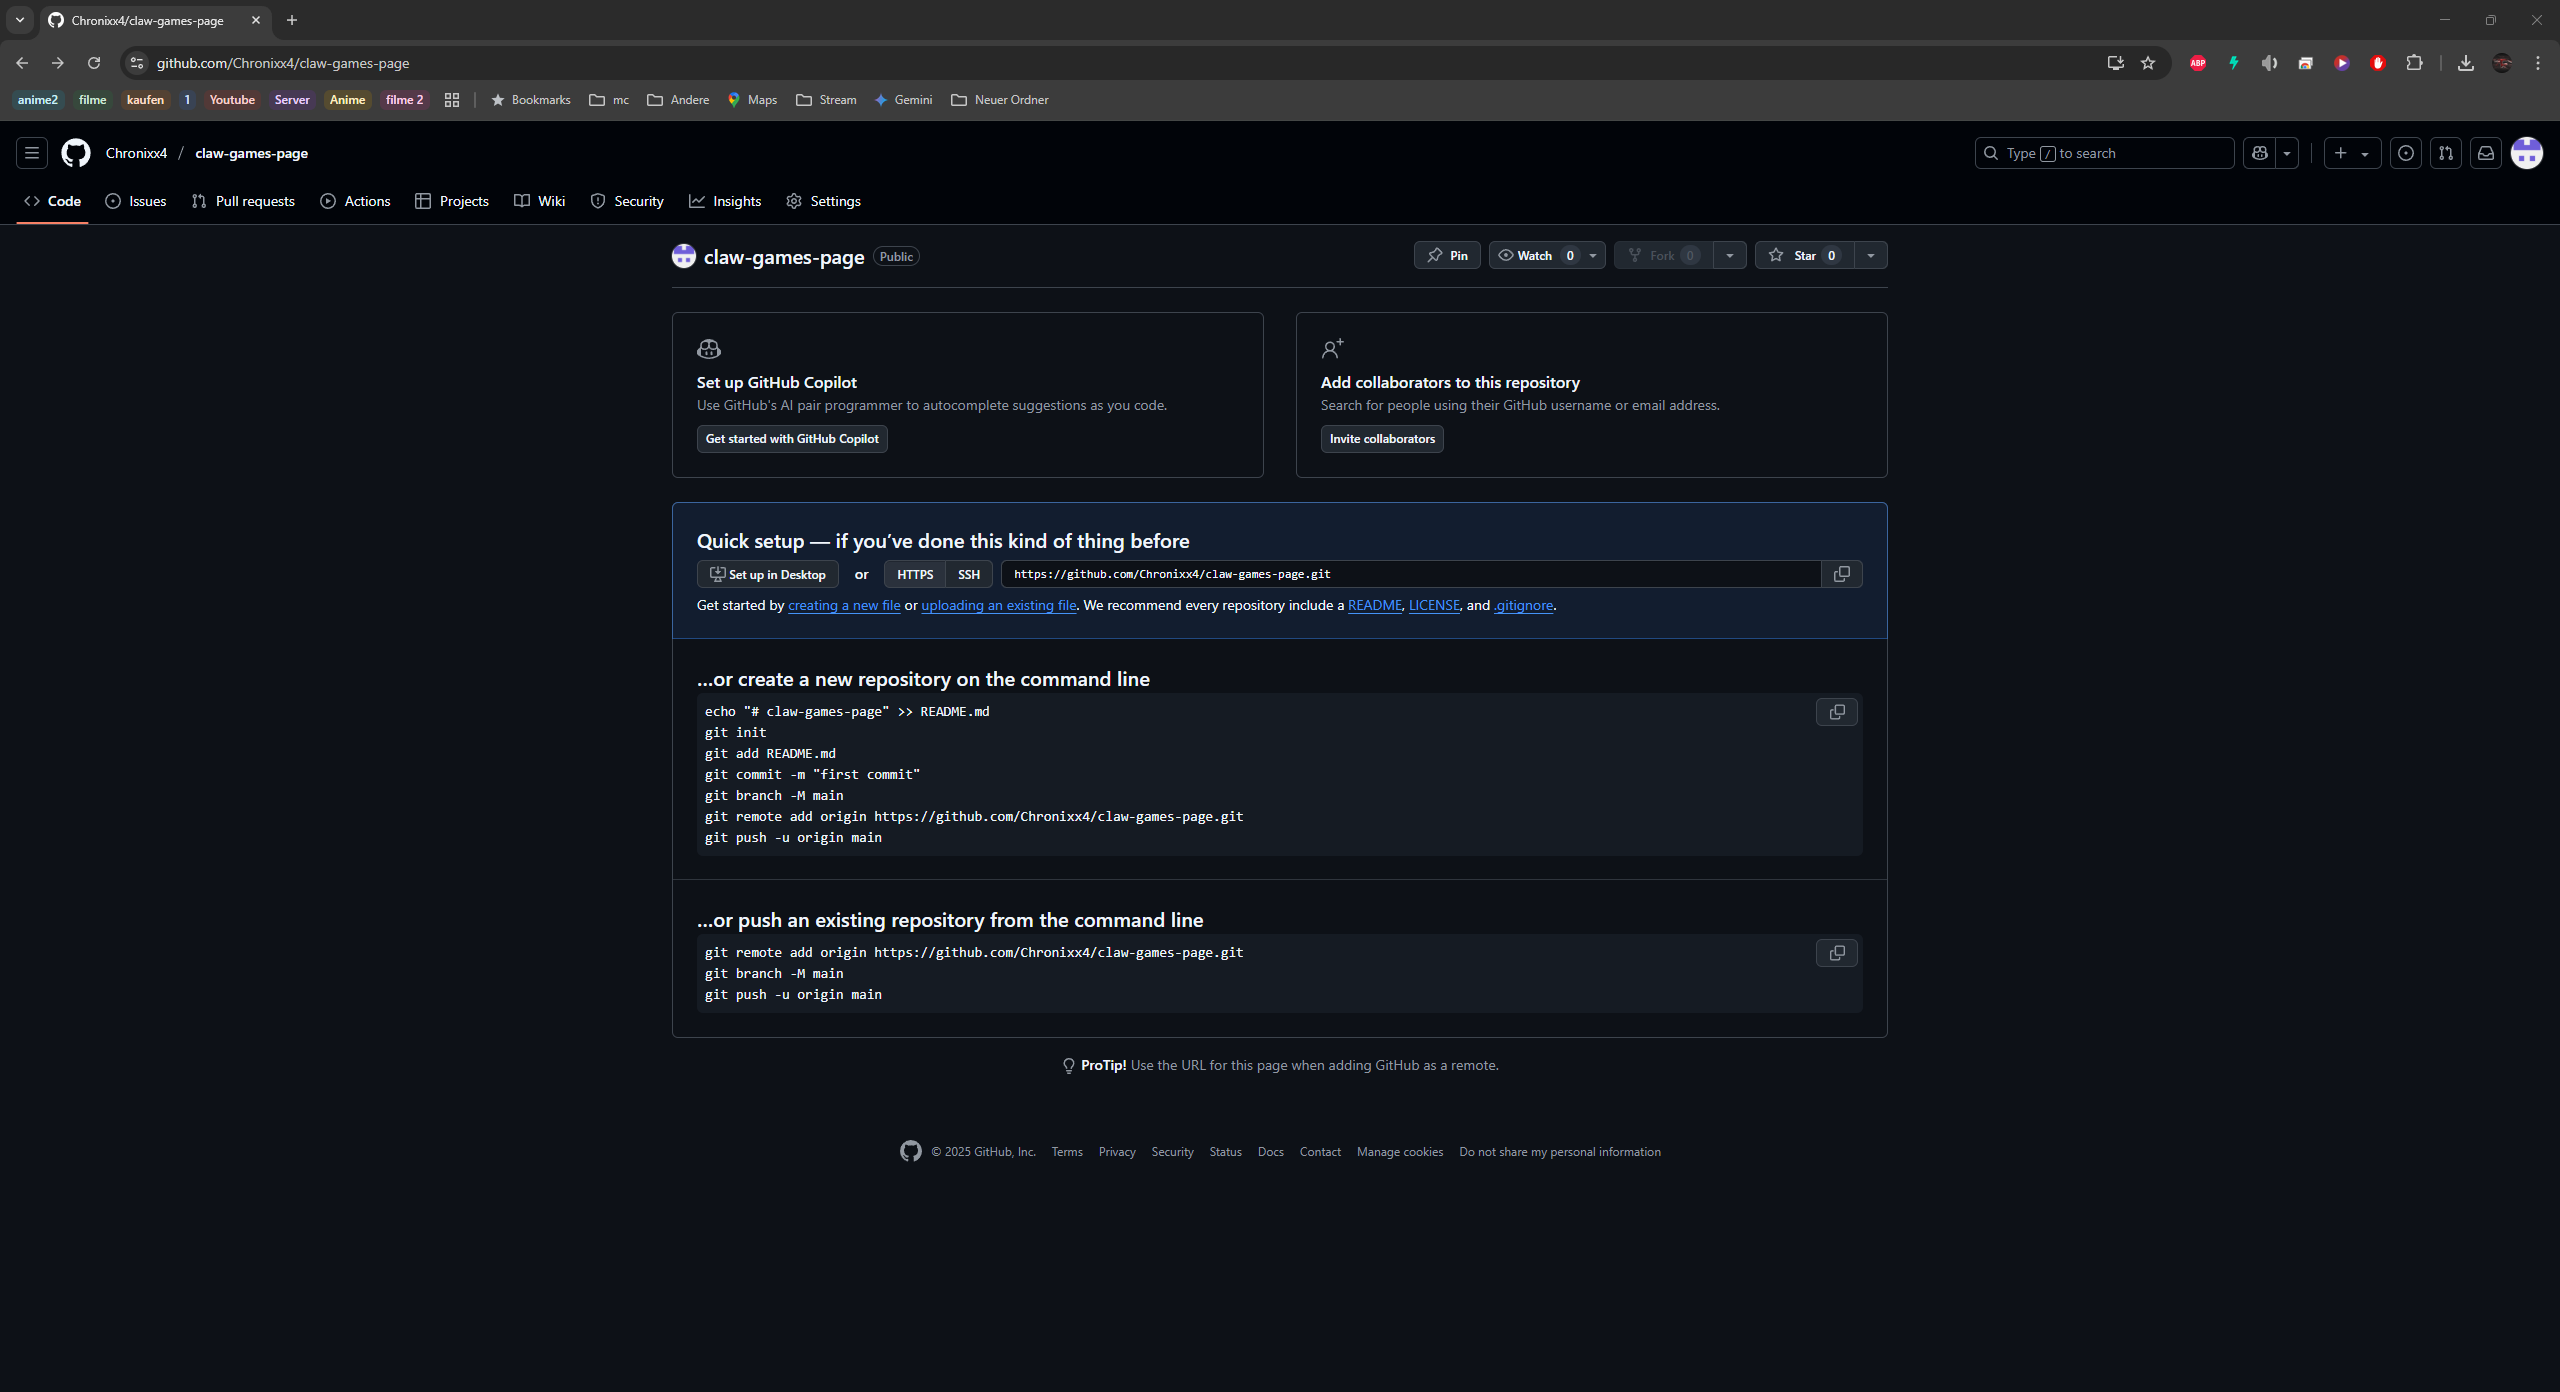 Chronixx4/claw-games-page
github.com/Chronixx4/claw-games-page
ABP
anime2 filme kaufen 1 Youtube Server Anime filme 2 Bookmarks mc Andere Maps Stream Gemini Neuer Ordner
Chronixx4 / claw-games-page
Type / to search
Code Issues Pull requests Actions Projects Wiki Security Insights Settings
claw-games-page Public
Pin Watch 0 Fork 0 Star 0
Set up GitHub Copilot
Use GitHub's AI pair programmer to autocomplete suggestions as you code.
Get started with GitHub Copilot
Add collaborators to this repository
Search for people using their GitHub username or email address.
Invite collaborators
Quick setup — if you’ve done this kind of thing before
Set up in Desktop or HTTPS SSH https://github.com/Chronixx4/claw-games-page.git
Get started by creating a new file or uploading an existing file. We recommend every repository include a README, LICENSE, and .gitignore.
…or create a new repository on the command line
echo "# claw-games-page" >> README.md
git init
git add README.md
git commit -m "first commit"
git branch -M main
git remote add origin https://github.com/Chronixx4/claw-games-page.git
git push -u origin main
…or push an existing repository from the command line
git remote add origin https://github.com/Chronixx4/claw-games-page.git
git branch -M main
git push -u origin main
ProTip! Use the URL for this page when adding GitHub as a remote.
© 2025 GitHub, Inc. Terms Privacy Security Status Docs Contact Manage cookies Do not share my personal information